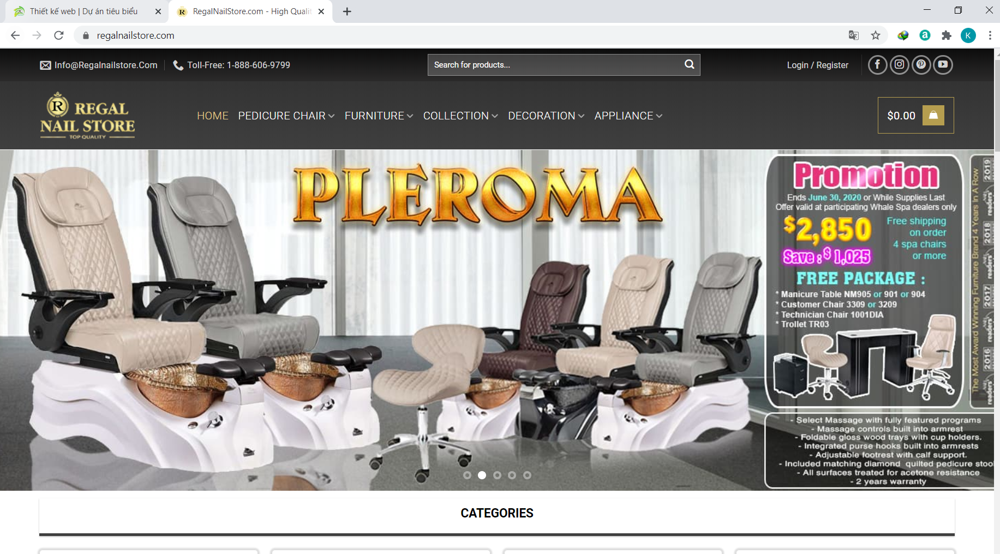 Thiết kế web | Dự án tiêu biểu
RegalNailStore.com - High Qualit
regalnailstore.com
K
Info@Regalnailstore.Com
Toll-Free: 1-888-606-9799
Search for products...
Login / Register
R REGAL
NAIL STORE
TOP QUALITY
HOME
PEDICURE CHAIR
FURNITURE
COLLECTION
DECORATION
APPLIANCE
$0.00
PLEROMA
Promotion
Ends June 30, 2020 or While Supplies Last
Offer valid at participating Whale Spa dealers only
$2,850
Save : $ 1,025
Free shipping
on order
4 spa chairs
or more
FREE PACKAGE :
* Manicure Table NM905 or 901 or 904
* Customer Chair 3309 or 3209
* Technician Chair 1001DIA
* Trollet TR03
The Most Award Winning Furniture Brand 4 Years In A Row
2019
readers'
2018
readers'
2017
readers'
2016
readers'
- Select Massage with fully featured programs
- Massage controls built into armrest
- Foldable gloss wood trays with cup holders.
- Integrated purse hooks built into armrests
- Adjustable footrest with calf support.
- Included matching diamond quilted pedicure stool
- All surfaces treated for acetone resistance
- 2 years warranty
CATEGORIES